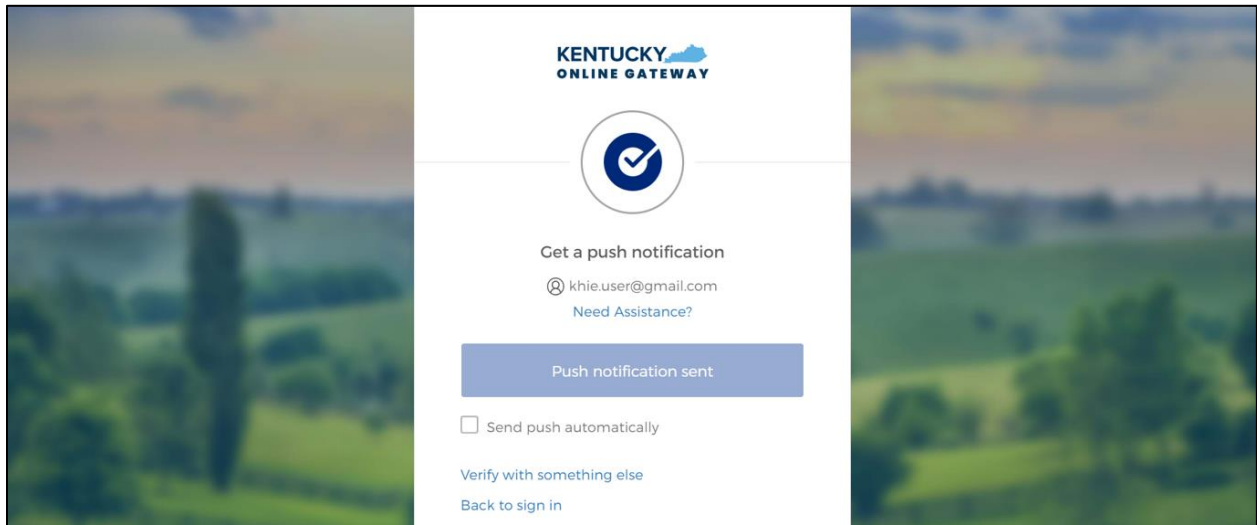 KENTUCKY
ONLINE GATEWAY
Get a push notification
khie.user@gmail.com
Need Assistance?
Push notification sent
Send push automatically
Verify with something else
Back to sign in